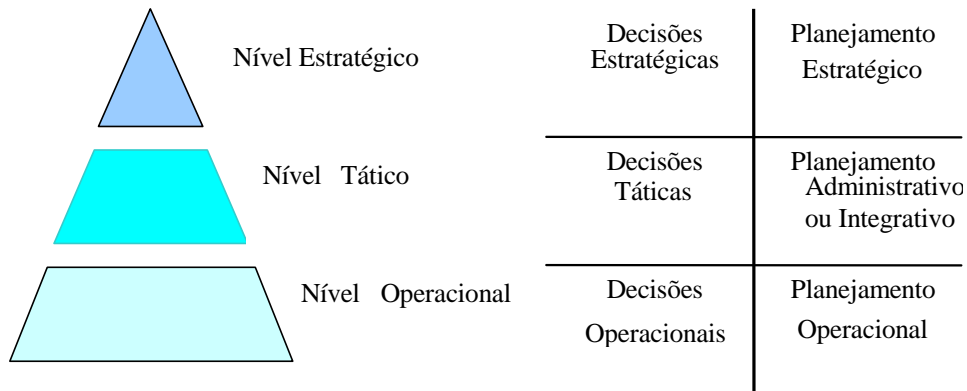 Nível Estratégico
Decisões
Estratégicas
Planejamento
Estratégico
Nível Tático
Decisões
Táticas
Planejamento
Administrativo
ou Integrativo
Nível Operacional
Decisões
Operacionais
Planejamento
Operacional